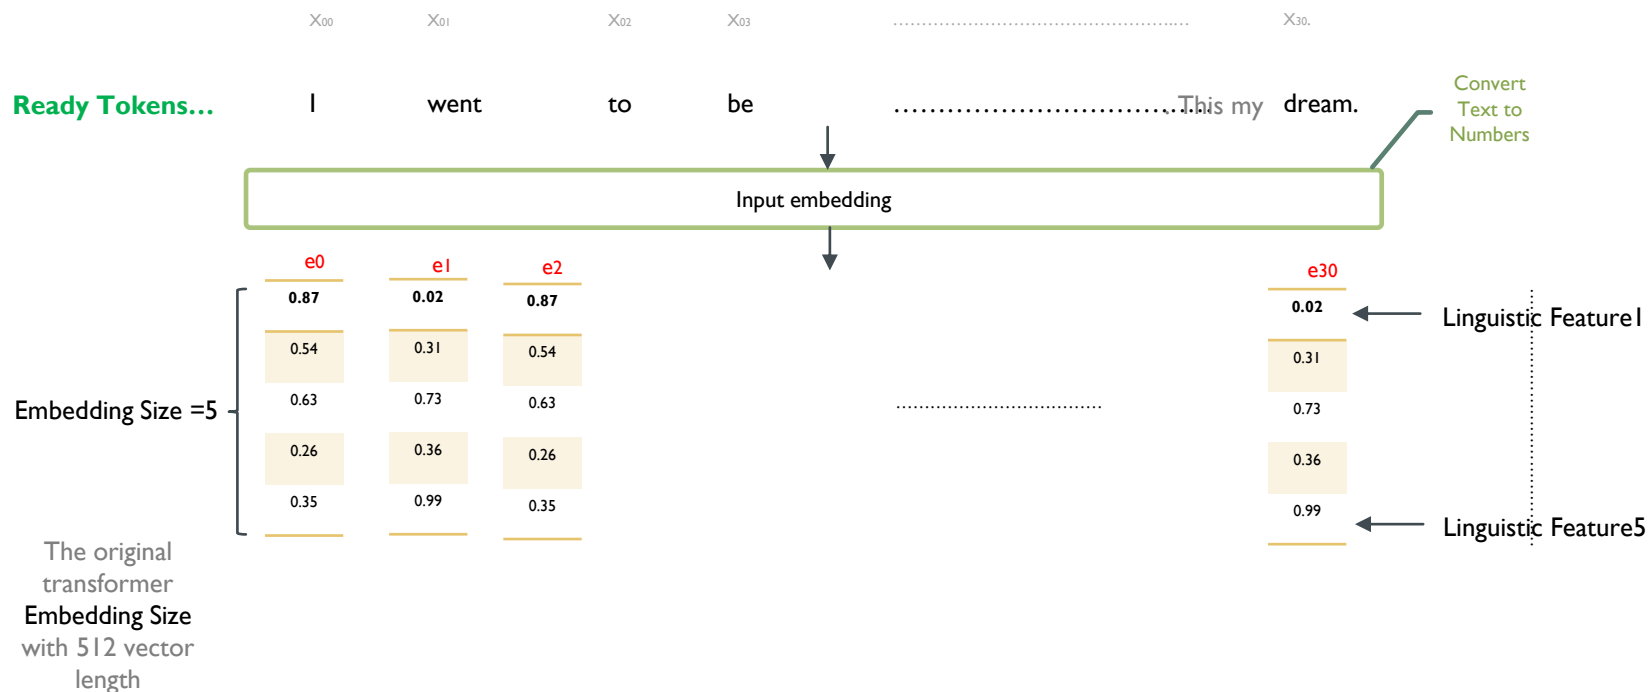 X₀₀ X₀₁ X₀₂ X₀₃ ................................................ X₃₀.
Ready Tokens... I went to be ..................................... . This my dream.
Convert
Text to
Numbers
Input embedding
e0 e1 e2 e30
0.87 0.02 0.87 0.02
Linguistic Feature1
0.54 0.31 0.54 0.31
0.63 0.73 0.63 .................................. 0.73
Embedding Size =5
0.26 0.36 0.26 0.36
0.35 0.99 0.35 0.99
Linguistic Feature5
The original
transformer
Embedding Size
with 512 vector
length